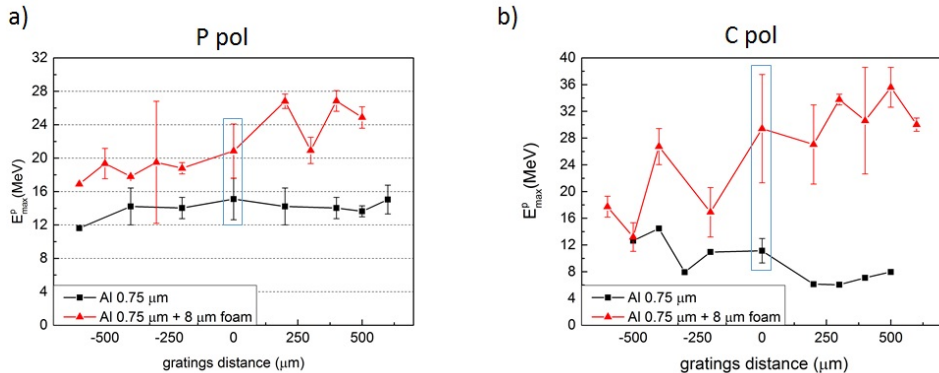 a)
P pol
E^p_max(MeV)
32
28
24
20
16
12
8
4
0
-500 -250 0 250 500
gratings distance (μm)
Al 0.75 μm
Al 0.75 μm + 8 μm foam
b)
C pol
E^p_max(MeV)
40
36
32
28
24
20
16
12
8
4
0
-500 -250 0 250 500
gratings distance (μm)
Al 0.75 μm
Al 0.75 μm + 8 μm foam